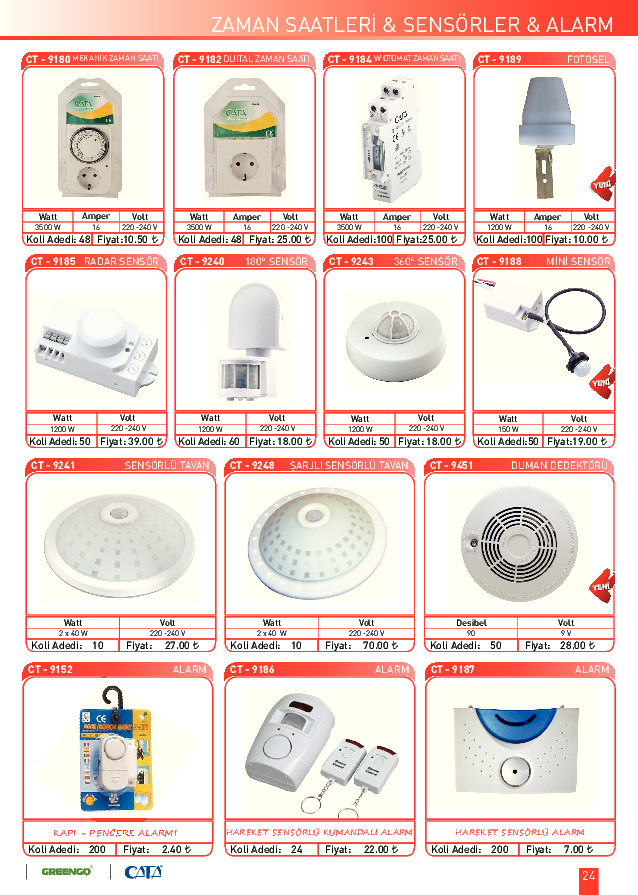 ZAMAN SAATLERİ & SENSÖRLER & ALARM
CT - 9180 MEKANİK ZAMAN SAATİ
CATA
Watt Amper Volt
3500 W 16 220 -240 V
Koli Adedi: 48 Fiyat:10.50 ₺
CT - 9182 DİJİTAL ZAMAN SAATİ
CATA
Watt Amper Volt
3500 W 16 220 -240 V
Koli Adedi: 48 Fiyat: 25.00 ₺
CT - 9184 W OTOMAT ZAMAN SAATİ
CATA
Watt Amper Volt
3500 W 16 220 -240 V
Koli Adedi:100 Fiyat:25.00 ₺
CT - 9189 FOTOSEL
YENİ
Watt Amper Volt
1200 W 16 220 -240 V
Koli Adedi:100 Fiyat: 10.00 ₺
CT - 9185 RADAR SENSÖR
Watt Volt
1200 W 220 -240 V
Koli Adedi: 50 Fiyat: 39.00 ₺
CT - 9240 180° SENSÖR
Watt Volt
1200 W 220 -240 V
Koli Adedi: 60 Fiyat: 18.00 ₺
CT - 9243 360° SENSÖR
Watt Volt
1200 W 220 -240 V
Koli Adedi: 50 Fiyat: 18.00 ₺
CT - 9188 MİNİ SENSÖR
YENİ
Watt Volt
150 W 220 -240 V
Koli Adedi:50 Fiyat:19.00 ₺
CT - 9241 SENSÖRLÜ TAVAN
Watt Volt
2 x 40 W 220 -240 V
Koli Adedi: 10 Fiyat: 27.00 ₺
CT - 9248 ŞARJLI SENSÖRLÜ TAVAN
Watt Volt
2 x 40 W 220 -240 V
Koli Adedi: 10 Fiyat: 70.00 ₺
CT - 9451 DUMAN DEDEKTÖRÜ
YENİ
Desibel Volt
90 9 V
Koli Adedi: 50 Fiyat: 28.00 ₺
CT - 9152 ALARM
KAPI - PENCERE ALARMI
Koli Adedi: 200 Fiyat: 2.40 ₺
CT - 9186 ALARM
HAREKET SENSÖRLÜ KUMANDALI ALARM
Koli Adedi: 24 Fiyat: 22.00 ₺
CT - 9187 ALARM
HAREKET SENSÖRLÜ ALARM
Koli Adedi: 200 Fiyat: 7.00 ₺
GREENGO CATA
24